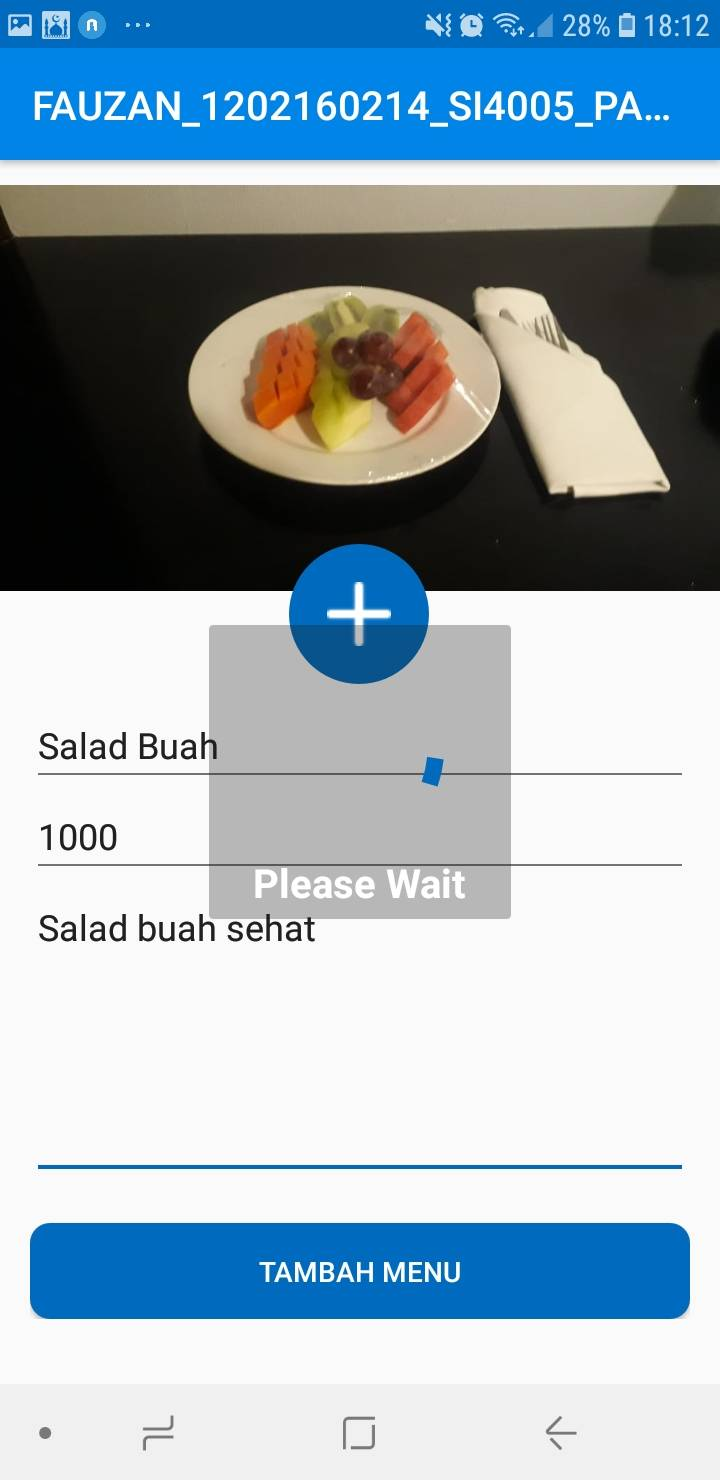 28% 18:12
FAUZAN_1202160214_SI4005_PA...
Salad Buah
1000
Please Wait
Salad buah sehat
TAMBAH MENU